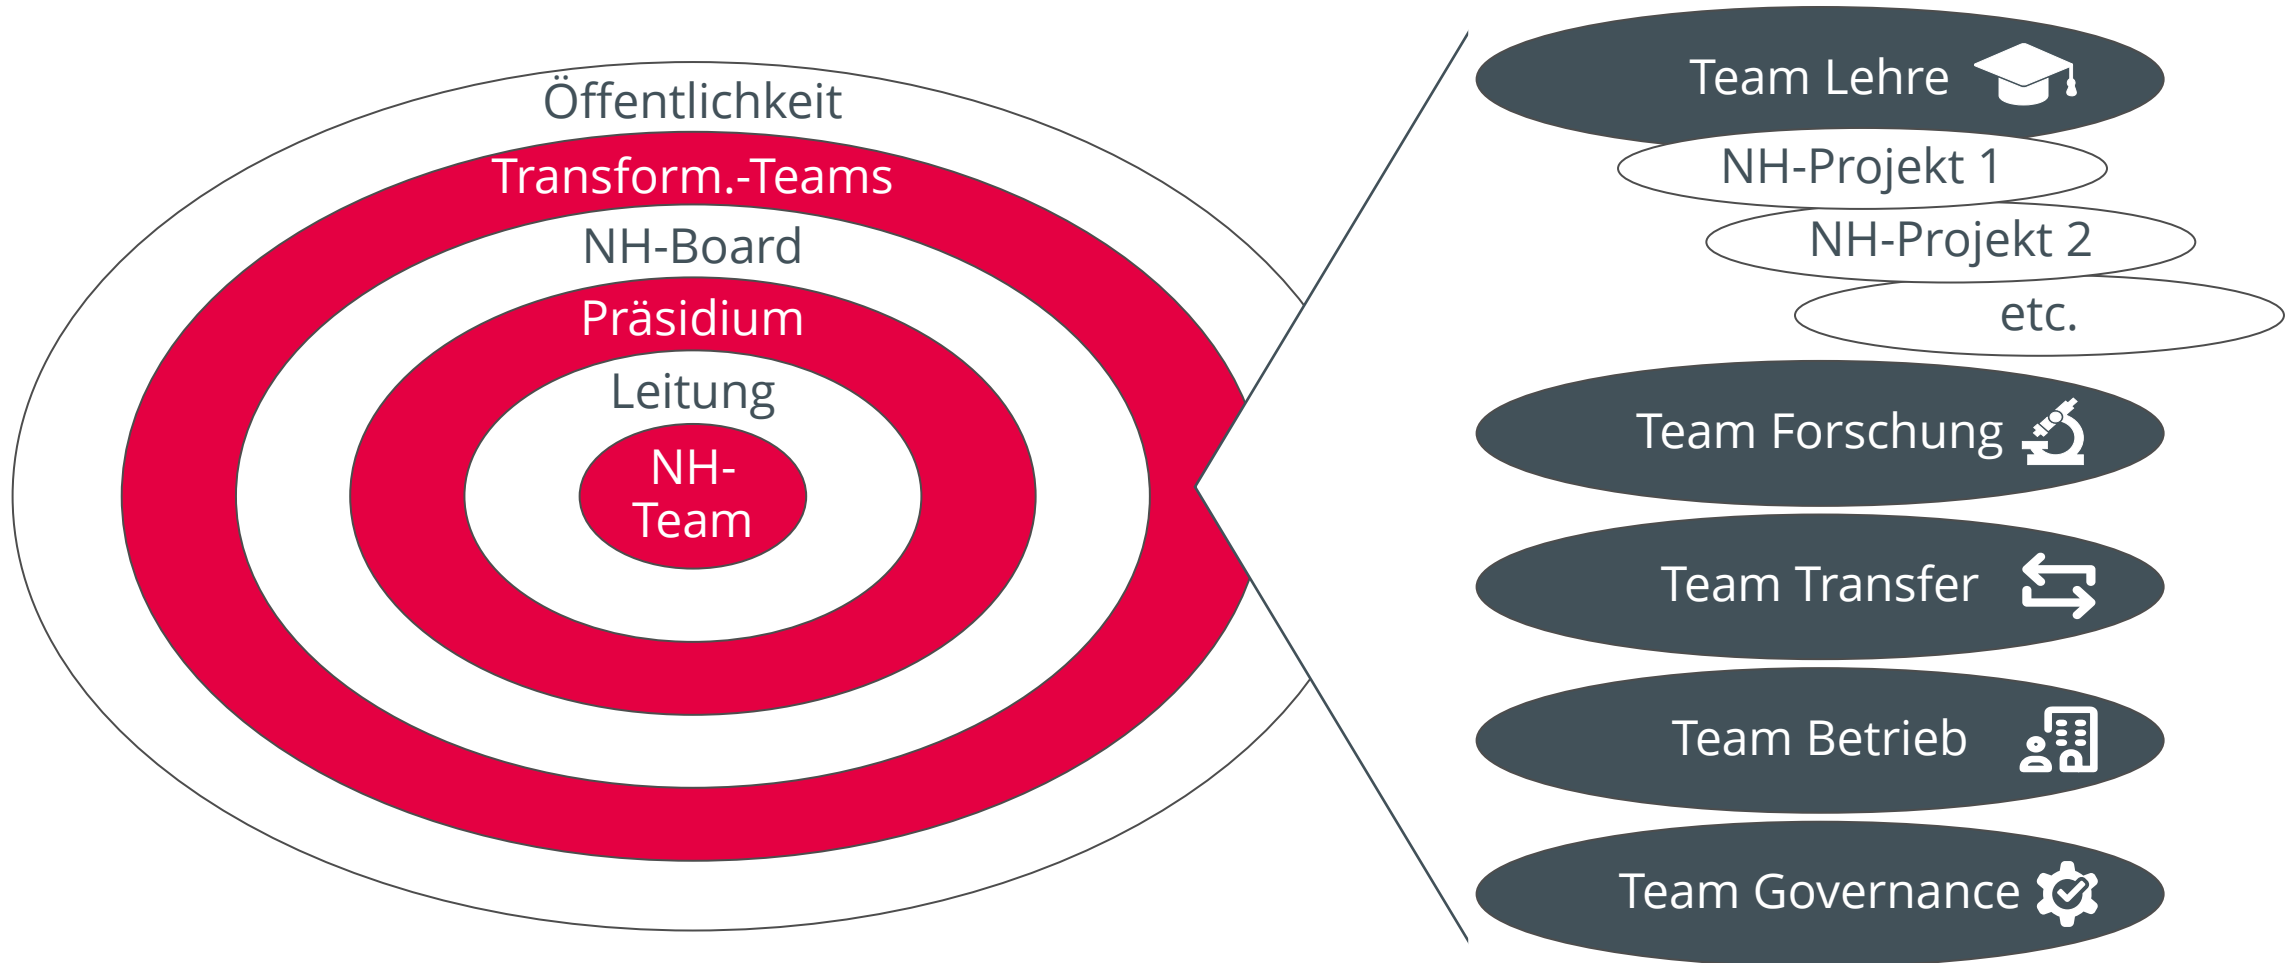 Öffentlichkeit
Transform.-Teams
NH-Board
Präsidium
Leitung
NH-
Team
Team Lehre
NH-Projekt 1
NH-Projekt 2
etc.
Team Forschung
Team Transfer
Team Betrieb
Team Governance